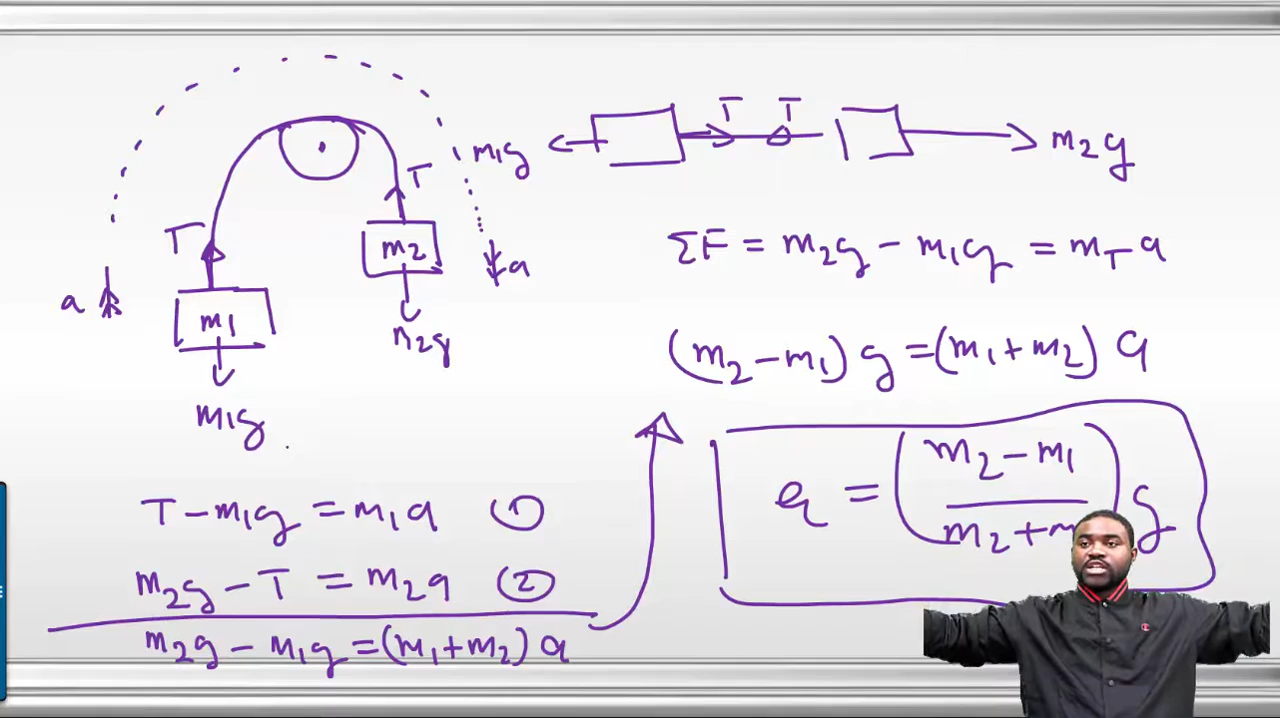 T
T
m1
m2
a
a
m1g
m2g
m1g
T
T
m2g
ΣF = m2g - m1g = mT a
(m2 - m1) g = (m1 + m2) a
a = (m2 - m1 / m2 + m) g
T - m1g = m1a ①
m2g - T = m2a ②
m2g - m1g = (m1 + m2) a